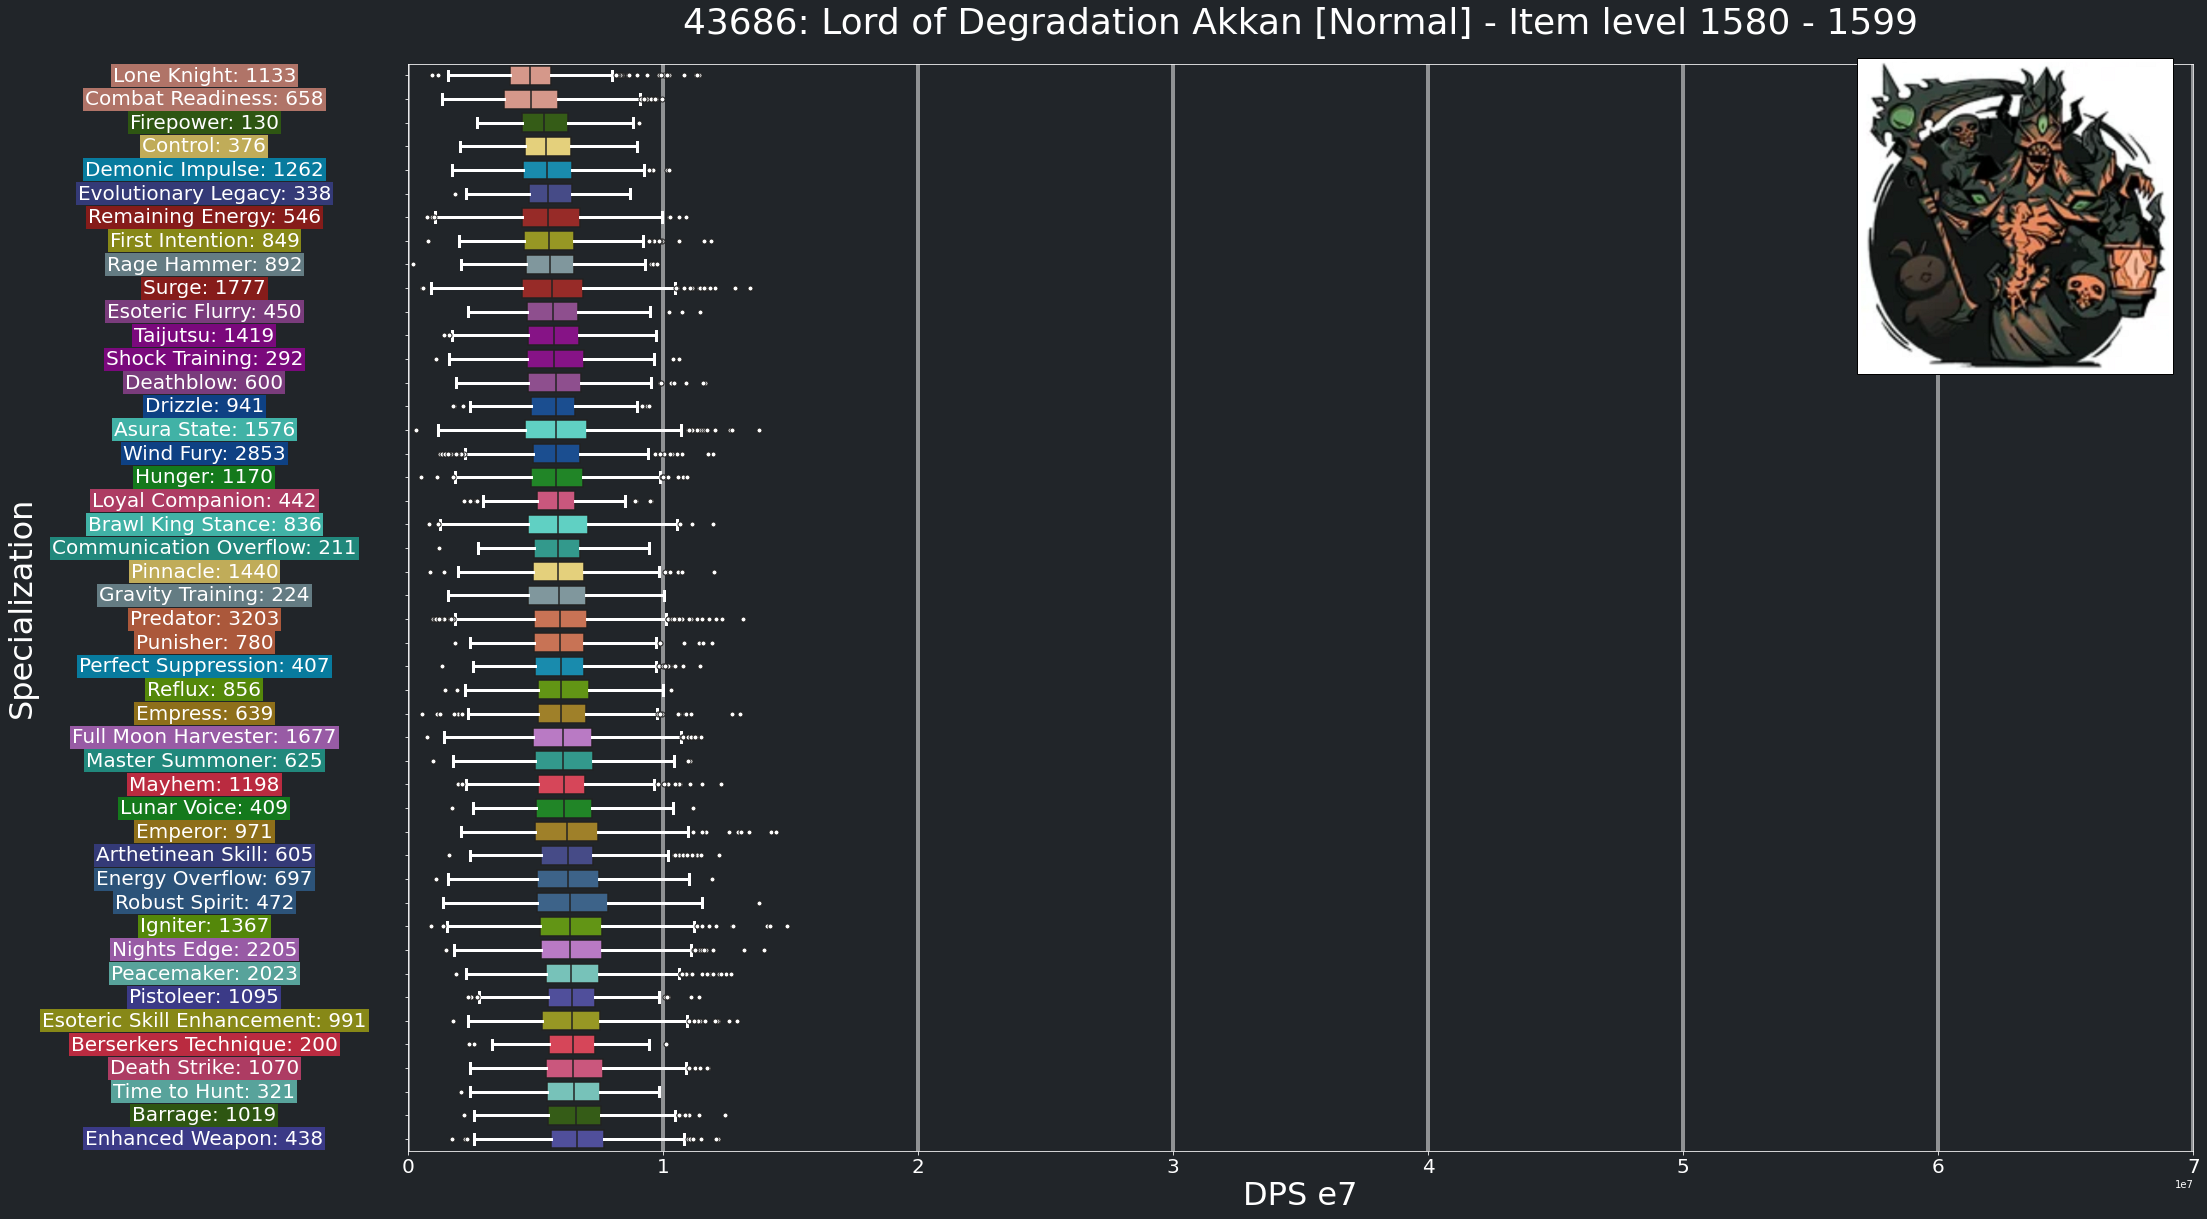 43686: Lord of Degradation Akkan [Normal] - Item level 1580 - 1599
Specialization
Lone Knight: 1133
Combat Readiness: 658
Firepower: 130
Control: 376
Demonic Impulse: 1262
Evolutionary Legacy: 338
Remaining Energy: 546
First Intention: 849
Rage Hammer: 892
Surge: 1777
Esoteric Flurry: 450
Taijutsu: 1419
Shock Training: 292
Deathblow: 600
Drizzle: 941
Asura State: 1576
Wind Fury: 2853
Hunger: 1170
Loyal Companion: 442
Brawl King Stance: 836
Communication Overflow: 211
Pinnacle: 1440
Gravity Training: 224
Predator: 3203
Punisher: 780
Perfect Suppression: 407
Reflux: 856
Empress: 639
Full Moon Harvester: 1677
Master Summoner: 625
Mayhem: 1198
Lunar Voice: 409
Emperor: 971
Arthetinean Skill: 605
Energy Overflow: 697
Robust Spirit: 472
Igniter: 1367
Nights Edge: 2205
Peacemaker: 2023
Pistoleer: 1095
Esoteric Skill Enhancement: 991
Berserkers Technique: 200
Death Strike: 1070
Time to Hunt: 321
Barrage: 1019
Enhanced Weapon: 438
0 1 2 3 4 5 6 7
1e7
DPS e7